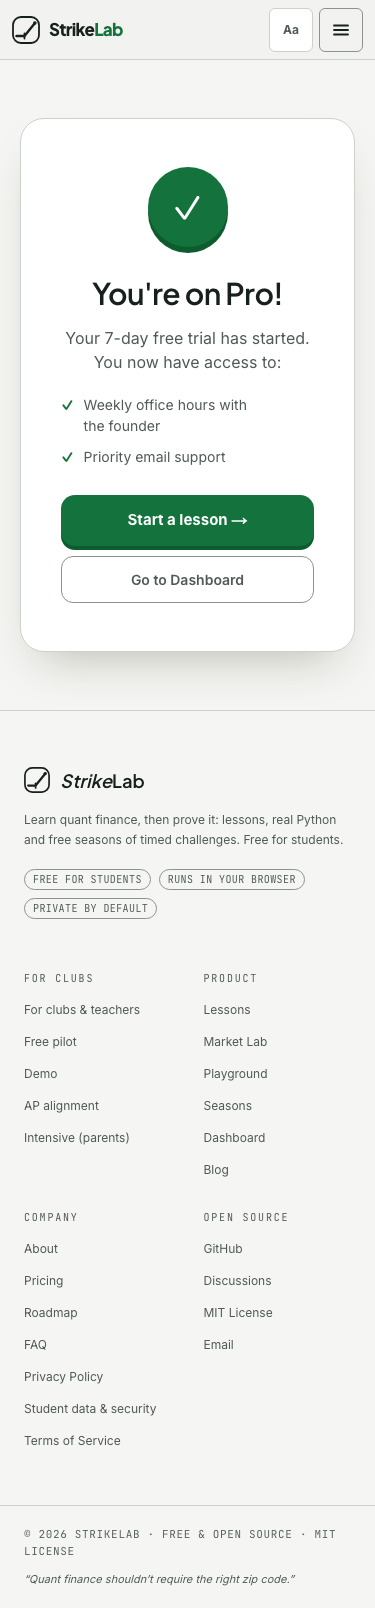 StrikeLab
Aa
You're on Pro!
Your 7-day free trial has started.
You now have access to:
Weekly office hours with
the founder
Priority email support
Start a lesson →
Go to Dashboard
StrikeLab
Learn quant finance, then prove it: lessons, real Python
and free seasons of timed challenges. Free for students.
FREE FOR STUDENTS
RUNS IN YOUR BROWSER
PRIVATE BY DEFAULT
FOR CLUBS
For clubs & teachers
Free pilot
Demo
AP alignment
Intensive (parents)
PRODUCT
Lessons
Market Lab
Playground
Seasons
Dashboard
Blog
COMPANY
About
Pricing
Roadmap
FAQ
Privacy Policy
Student data & security
Terms of Service
OPEN SOURCE
GitHub
Discussions
MIT License
Email
© 2026 STRIKELAB · FREE & OPEN SOURCE · MIT
LICENSE
“Quant finance shouldn’t require the right zip code.”